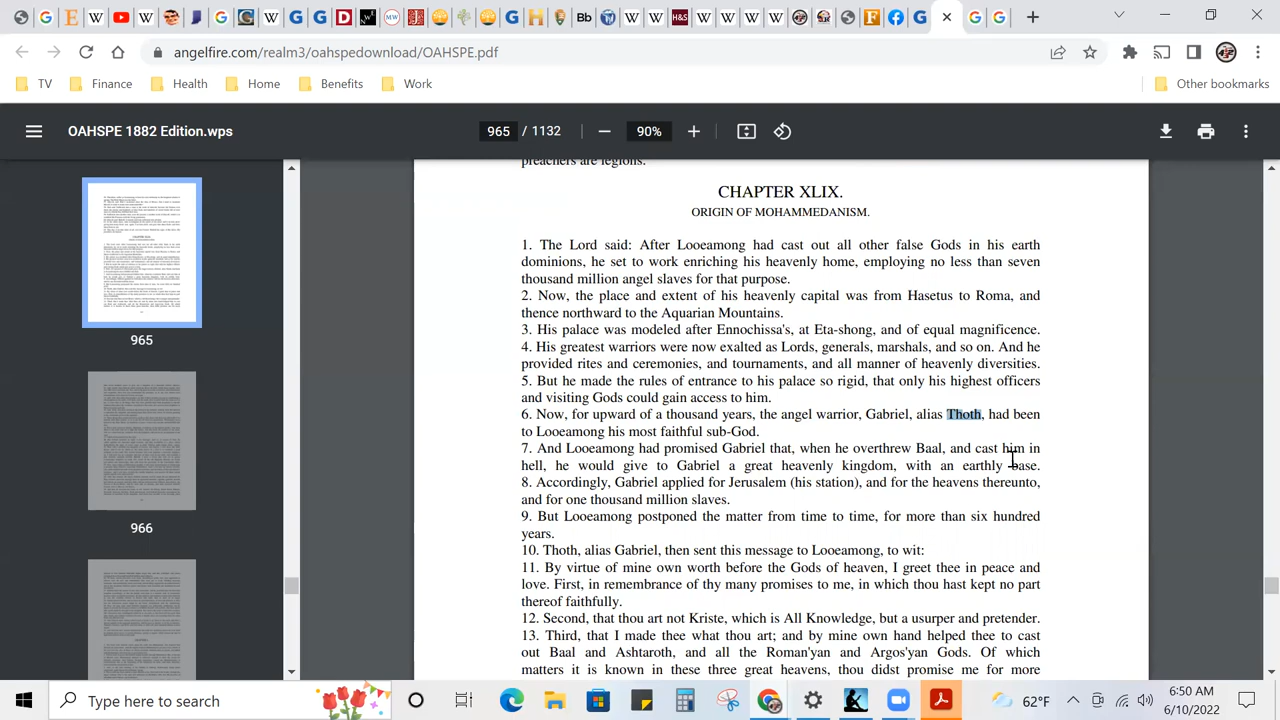 angelfire.com/realm3/oahspedownload/OAHSPE.pdf
TV Finance Health Home Benefits Work Other bookmarks
OAHSPE 1882 Edition.wps 965 / 1132 90%
965
966
preachers are legions.
CHAPTER XLIX
ORIGIN OF MOHAMMEDANISM.
1. The Lord said: After Looeamong had cast out all other false Gods in his earth
dominions, he set to work enriching his heavenly home, employing no less than seven
thousand million angel slaves for that purpose.
2. Now, the place and extent of his heavenly capital was from Hasetus to Roma, and
thence northward to the Aquarian Mountains.
3. His palace was modeled after Ennochissa's, at Eta-shong, and of equal magnificence.
4. His greatest warriors were now exalted as Lords, generals, marshals, and so on. And he
provided rites and ceremonies, and tournaments, and all manner of heavenly diversities.
5. But he made the rules of entrance to his palace so rigid, that only his highest officers
and visiting Gods could gain access to him.
6. Now for upward of a thousand years, the angel warrior, Gabriel, alias Thoth, had been
to Looeamong his most faithful sub-God.
7. And Looeamong had promised Gabriel that, when he overthrew Baal, and cast him in
hell, he would give to Gabriel a great heavenly kingdom, with an earthly base.
8. Accordingly, Gabriel applied for Jerusalem (his station), and for the heavens thereunto,
and for one thousand million slaves.
9. But Looeamong postponed the matter from time to time, for more than six hundred
years.
10. Thoth, alias Gabriel, then sent this message to Looeamong, to wit:
11. By virtue of mine own worth before the Gods of heaven, I greet thee in peace and
love. First, in remembrance of thy many promises to me, in which thou hast kept no part
thereof faithfully.
12. Second, that thou art not Kriste, which is All Knowledge, but a usurper and pretender.
13. Third, that I made thee what thou art; and mine own hand helped thee to cast
out Baal and Ashtaroth, and all the Roma'yan and Argos'yan Gods. Of which
Type here to search
62°F
6:50 AM
6/10/2022